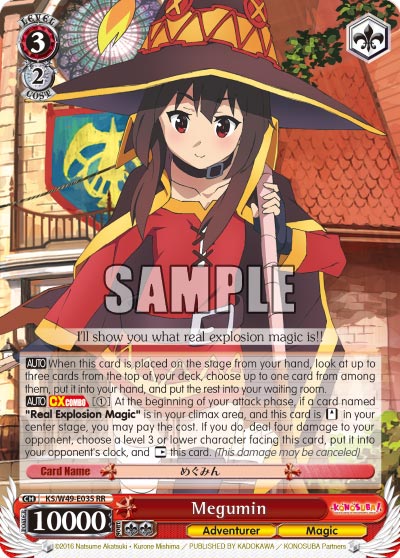 LEVEL
3
2
COST
SAMPLE
I'll show you what real explosion magic is!!
AUTO When this card is placed on the stage from your hand, look at up
to three cards from the top of your deck, choose up to one card from among
them, put it into your hand, and put the rest into your waiting room.
AUTO CX COMBO [(1)] At the beginning of your attack phase, if a card named
"Real Explosion Magic" is in your climax area, and this card is [ ] in your
center stage, you may pay the cost. If you do, deal four damage to your
opponent, choose a level 3 or lower character facing this card, put it into
your opponent's clock, and [ ] this card. (This damage may be canceled)
Card Name めぐみん
CH KS/W49-E035 RR
POWER 10000 SOUL
Megumin
KONOSUBA!
Adventurer Magic
©2016 Natsume Akatsuki・Kurone Mishima / PUBLISHED BY KADOKAWA / KONOSUBA Partners